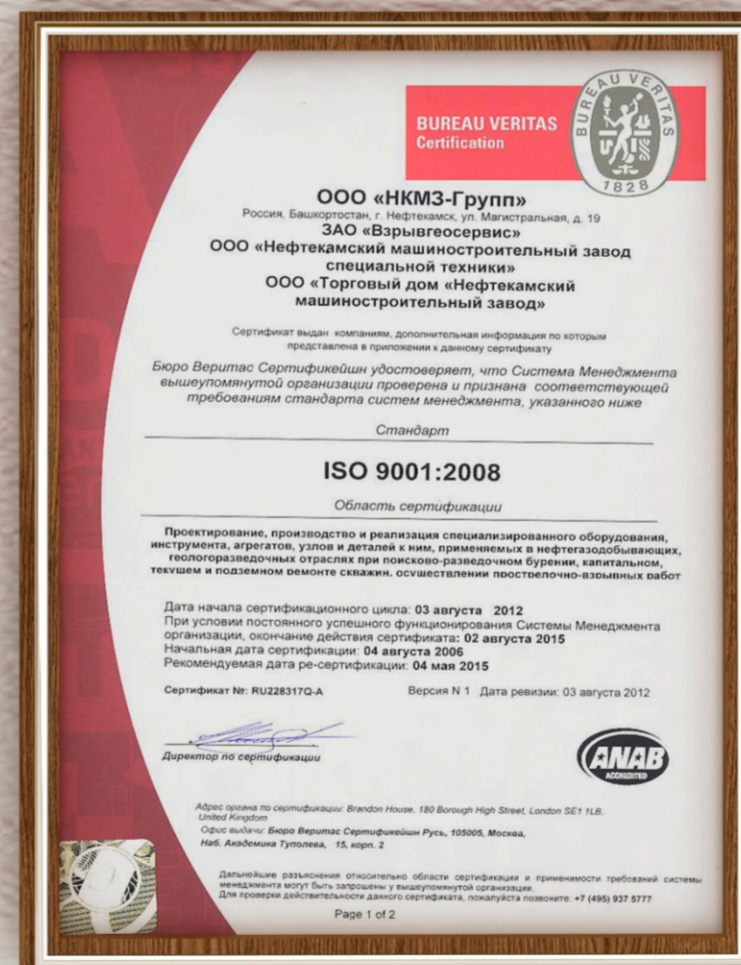 BUREAU VERITAS
Certification
BUREAU VERITAS
1828
ООО «НКМЗ-Групп»
Россия, Башкортостан, г. Нефтекамск, ул. Магистральная, д. 19
ЗАО «Взрывгеосервис»
ООО «Нефтекамский машиностроительный завод
специальной техники»
ООО «Торговый дом «Нефтекамский
машиностроительный завод»
Сертификат выдан компаниям, дополнительная информация по которым
представлена в приложении к данному сертификату
Бюро Веритас Сертификейшн удостоверяет, что Система Менеджмента
вышеупомянутой организации проверена и признана соответствующей
требованиям стандарта систем менеджмента, указанного ниже
Стандарт
ISO 9001:2008
Область сертификации
Проектирование, производство и реализация специализированного оборудования,
инструмента, агрегатов, узлов и деталей к ним, применяемых в нефтегазодобывающих,
геологоразведочных отраслях при поисково-разведочном бурении, капитальном,
текущем и подземном ремонте скважин, осуществлении прострелочно-взрывных работ
Дата начала сертификационного цикла: 03 августа 2012
При условии постоянного успешного функционирования Системы Менеджмента
организации, окончание действия сертификата: 02 августа 2015
Начальная дата сертификации: 04 августа 2006
Рекомендуемая дата ре-сертификации: 04 мая 2015
Сертификат №: RU228317Q-A Версия N 1 Дата ревизии: 03 августа 2012
Директор по сертификации
ANAB
ACCREDITED
Адрес органа по сертификации: Brandon House, 180 Borough High Street, London SE1 1LB,
United Kingdom
Офис выдачи: Бюро Веритас Сертификейшн Русь, 105005, Москва,
Наб. Академика Туполева, 15, корп. 2
Дальнейшие разъяснения относительно области сертификации и применимости требований системы
менеджмента могут быть запрошены у вышеупомянутой организации.
Для проверки действительности данного сертификата, пожалуйста позвоните: +7 (495) 937 5777
Page 1 of 2